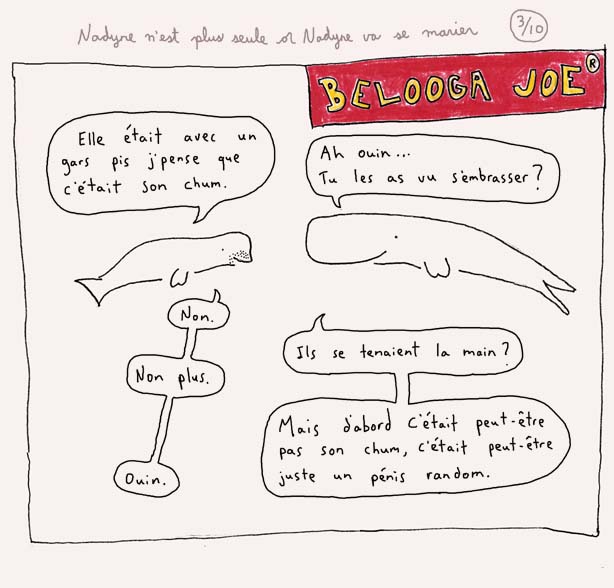 Nadyne n'est plus seule or Nadyne va se marier
3/10
BELOOGA JOE®
Elle était avec un
gars pis j'pense que
c'était son chum.
Ah ouin...
Tu les as vu s'embrasser?
Non.
Ils se tenaient la main?
Non plus.
Mais d'abord c'était peut-être
pas son chum, c'était peut-être
juste un pénis random.
Ouin.